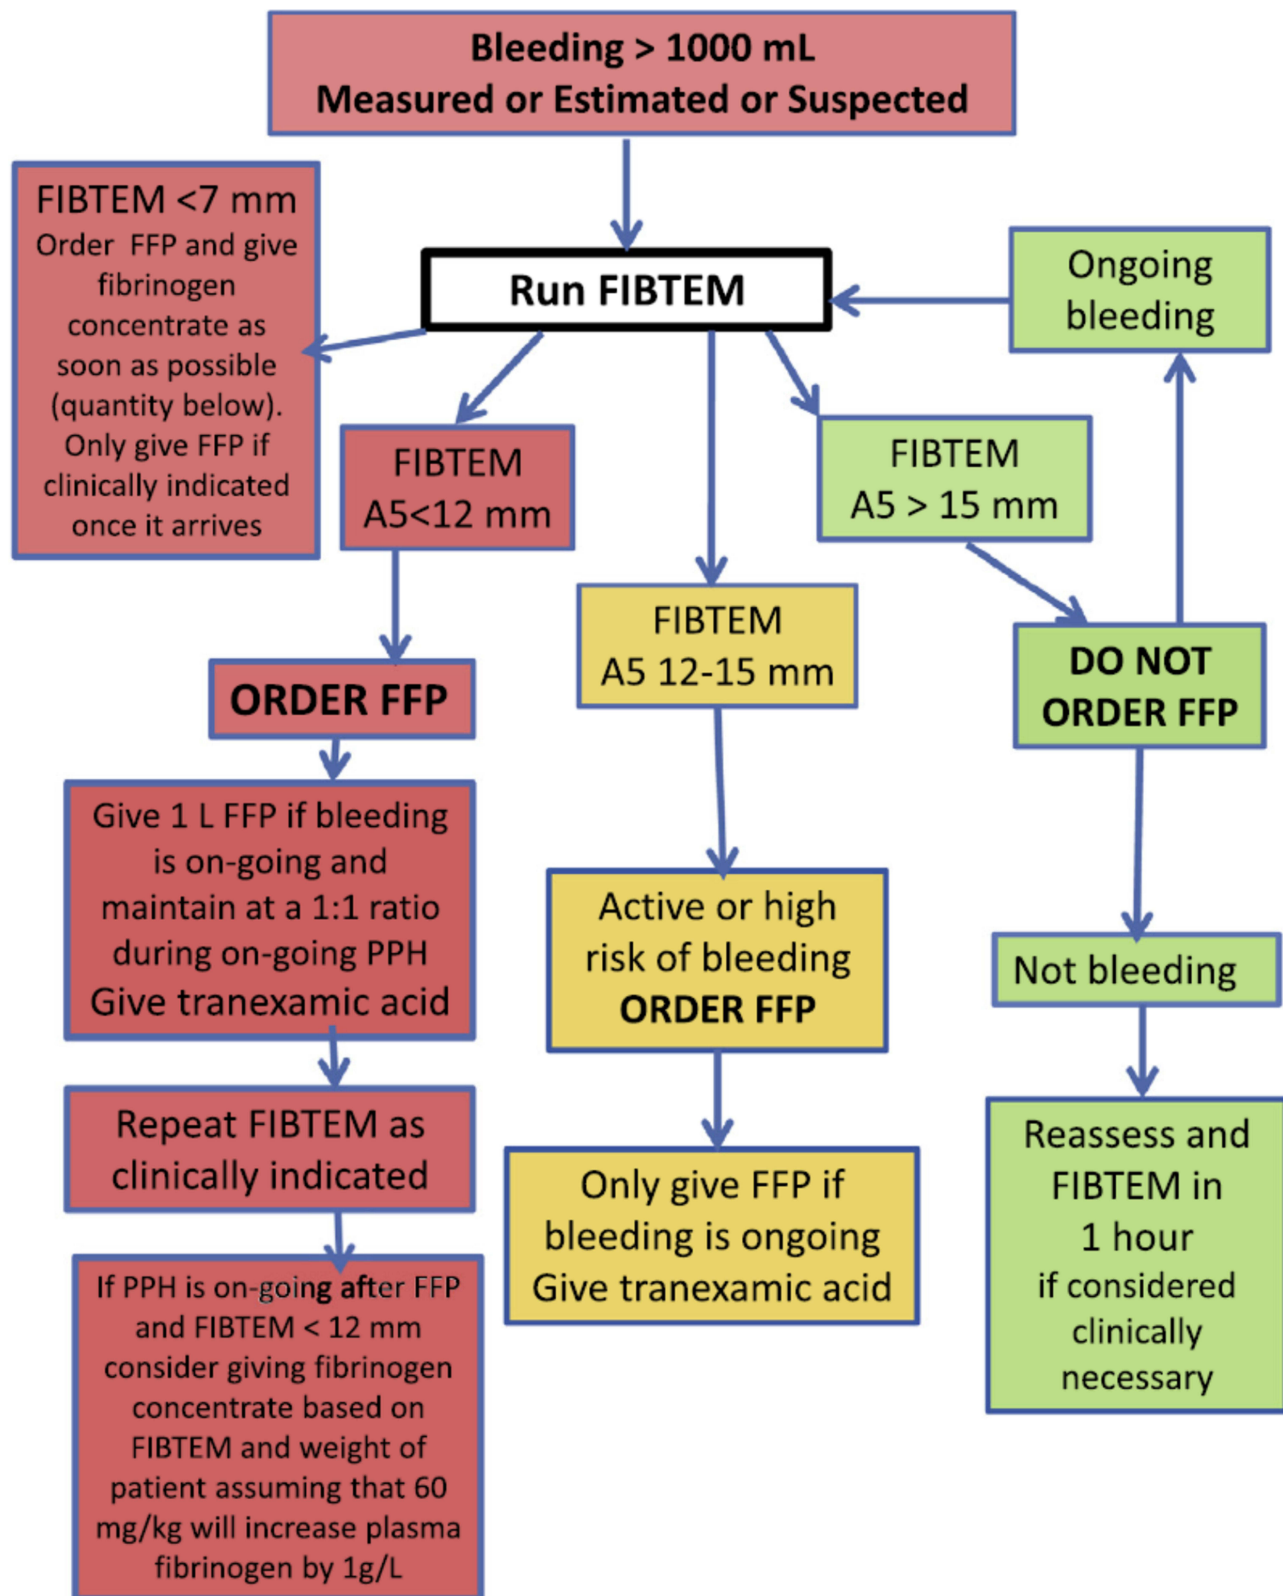 Bleeding > 1000 mL
Measured or Estimated or Suspected
FIBTEM <7 mm
Order FFP and give
fibrinogen
concentrate as
soon as possible
(quantity below).
Only give FFP if
clinically indicated
once it arrives
Run FIBTEM
Ongoing
bleeding
FIBTEM
A5<12 mm
ORDER FFP
Give 1 L FFP if bleeding
is on-going and
maintain at a 1:1 ratio
during on-going PPH
Give tranexamic acid
Repeat FIBTEM as
clinically indicated
If PPH is on-going after FFP
and FIBTEM < 12 mm
consider giving fibrinogen
concentrate based on
FIBTEM and weight of
patient assuming that 60
mg/kg will increase plasma
fibrinogen by 1g/L
FIBTEM
A5 12-15 mm
Active or high
risk of bleeding
ORDER FFP
Only give FFP if
bleeding is ongoing
Give tranexamic acid
FIBTEM
A5 > 15 mm
DO NOT
ORDER FFP
Not bleeding
Reassess and
FIBTEM in
1 hour
if considered
clinically
necessary